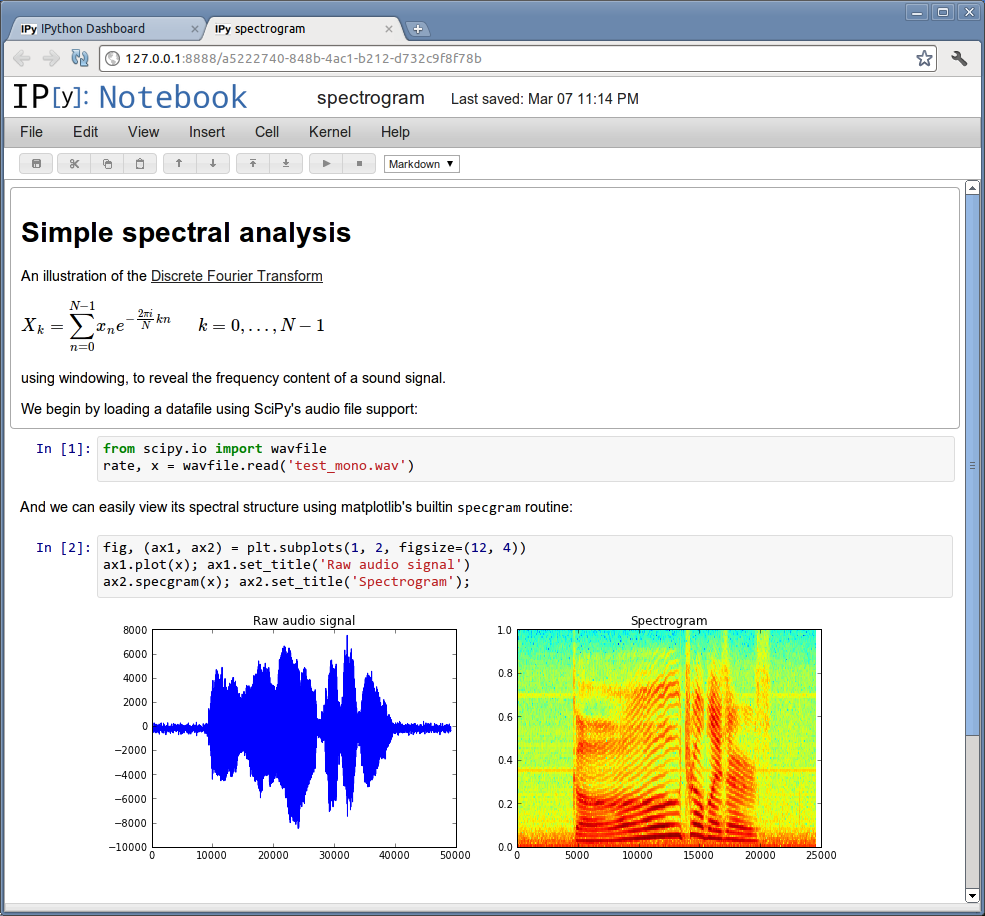 IPy IPython Dashboard
IPy spectrogram
127.0.0.1:8888/a5222740-848b-4ac1-b212-d732c9f8f78b
IP[y]: Notebook
spectrogram
Last saved: Mar 07 11:14 PM
File Edit View Insert Cell Kernel Help
Markdown
Simple spectral analysis
An illustration of the Discrete Fourier Transform
X_k = \sum_{n=0}^{N-1} x_n e^{-\frac{2\pi i}{N} kn} k = 0, ..., N − 1
using windowing, to reveal the frequency content of a sound signal.
We begin by loading a datafile using SciPy's audio file support:
In [1]: from scipy.io import wavfile
rate, x = wavfile.read('test_mono.wav')
And we can easily view its spectral structure using matplotlib's builtin specgram routine:
In [2]: fig, (ax1, ax2) = plt.subplots(1, 2, figsize=(12, 4))
ax1.plot(x); ax1.set_title('Raw audio signal')
ax2.specgram(x); ax2.set_title('Spectrogram');
Raw audio signal
8000
6000
4000
2000
0
−2000
−4000
−6000
−8000
−10000
0 10000 20000 30000 40000 50000
Spectrogram
1.0
0.8
0.6
0.4
0.2
0.0
0 5000 10000 15000 20000 25000